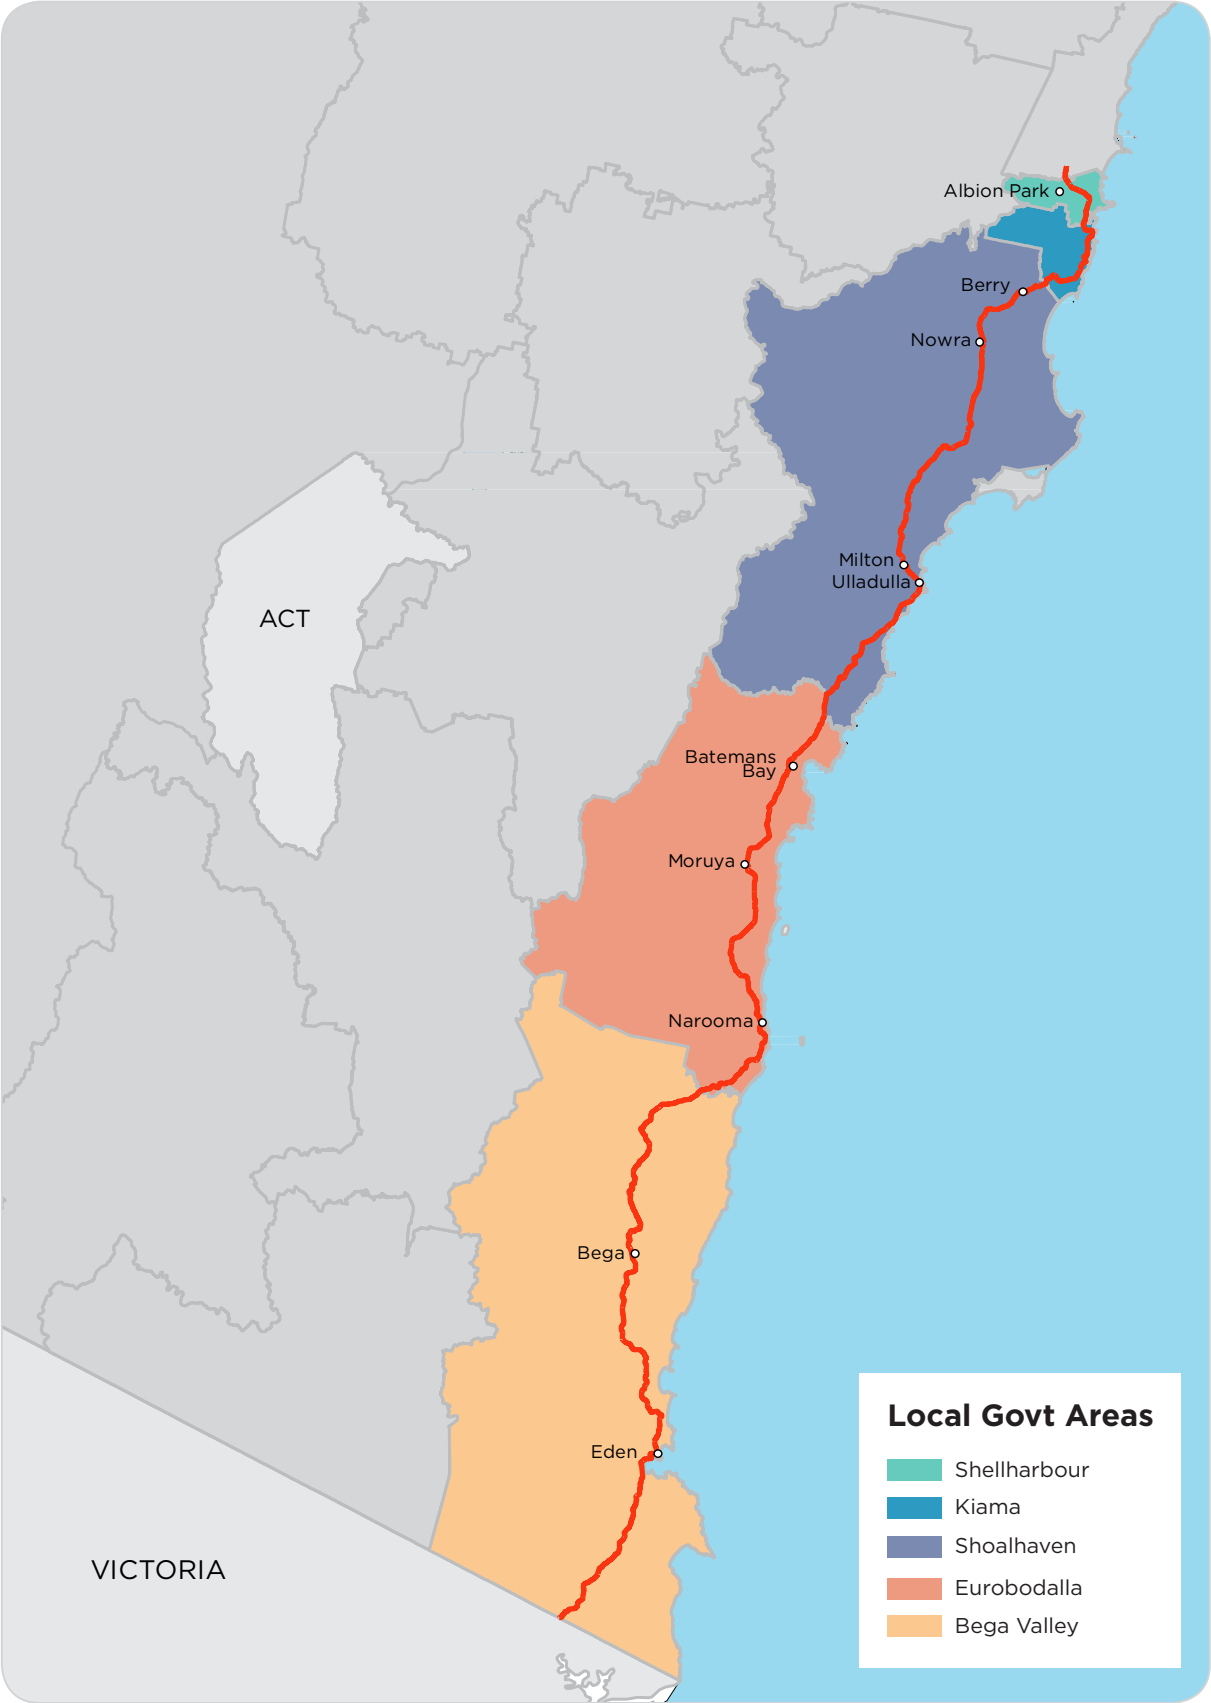 Albion Park
Berry
Nowra
Milton
Ulladulla
ACT
Batemans
Bay
Moruya
Narooma
Bega
Eden
VICTORIA
Local Govt Areas
Shellharbour
Kiama
Shoalhaven
Eurobodalla
Bega Valley